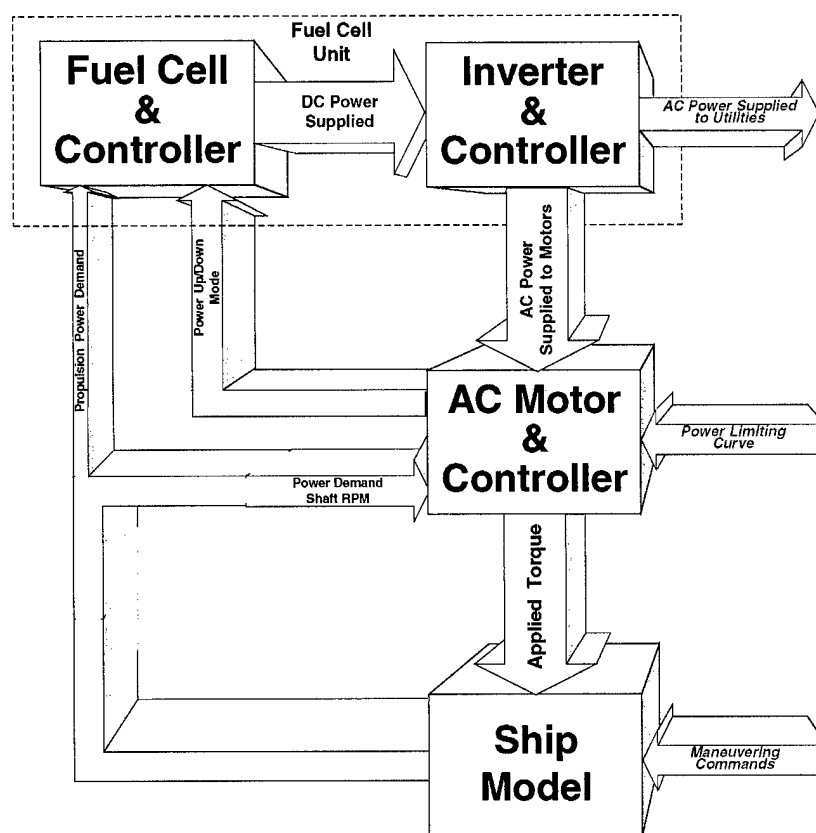 Fuel Cell
Unit
Fuel Cell
&
Controller
DC Power
Supplied
Inverter
&
Controller
AC Power Supplied
to Utilities
Propulsion Power Demand
Power Up/Down
Mode
AC Power
Supplied to Motors
AC Motor
&
Controller
Power Limiting
Curve
Power Demand
Shaft RPM
Applied Torque
Ship
Model
Maneuvering
Commands